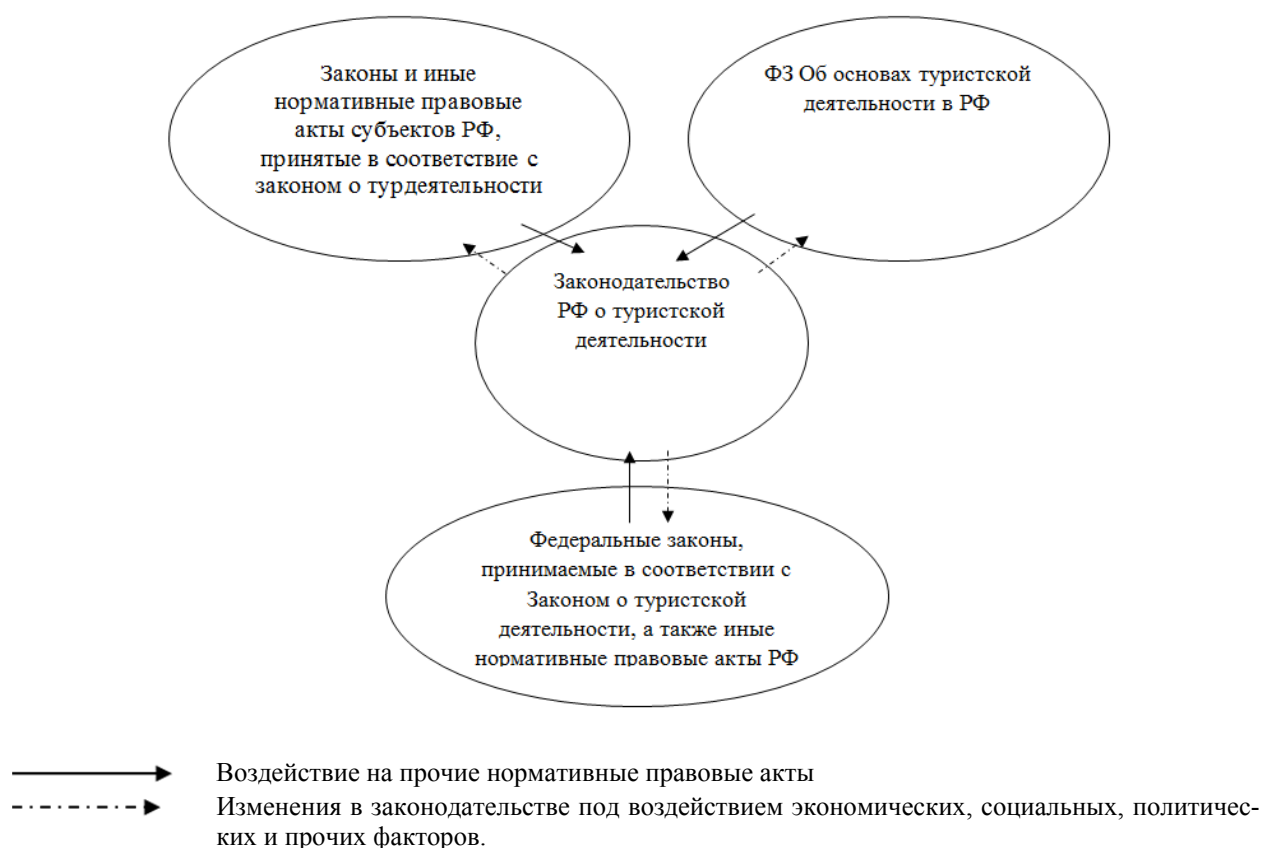 Законы и иные
нормативные правовые
акты субъектов РФ,
принятые в соответствие с
законом о турдеятельности
ФЗ Об основах туристской
деятельности в РФ
Законодательство
РФ о туристской
деятельности
Федеральные законы,
принимаемые в соответствии с
Законом о туристской
деятельности, а также иные
нормативные правовые акты РФ
Воздействие на прочие нормативные правовые акты
Изменения в законодательстве под воздействием экономических, социальных, политичес-
ких и прочих факторов.